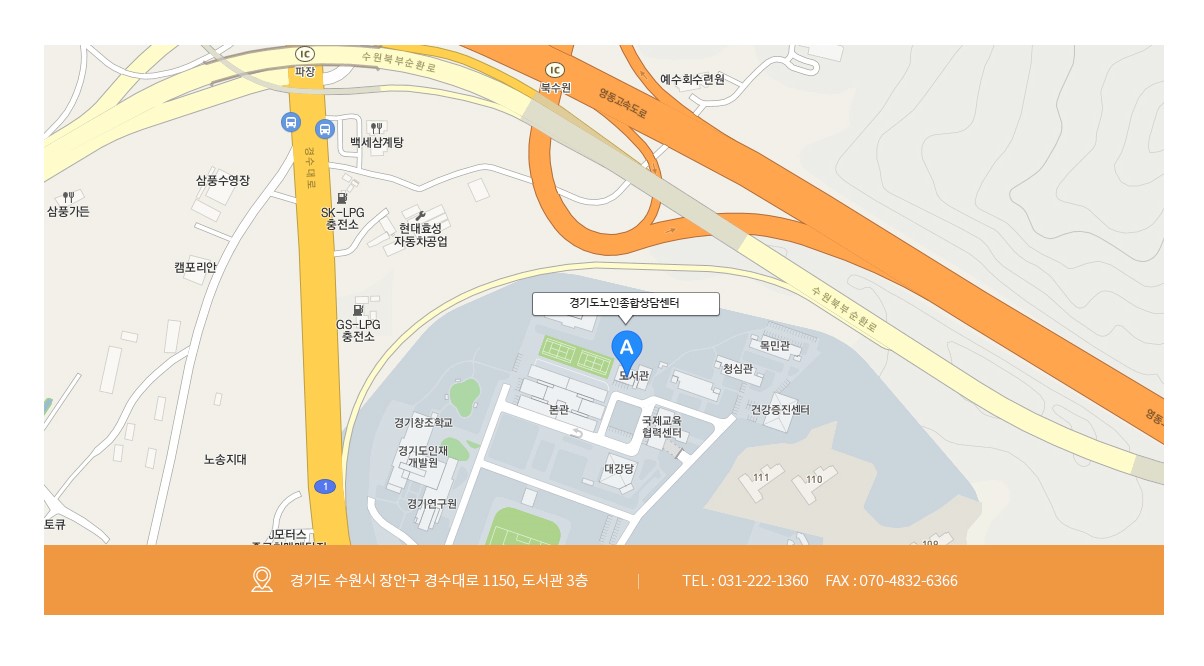 IC
파장
수원북부순환로
IC
북수원
영동고속도로
예수회수련원
백세삼계탕
경수대로
삼풍수영장
삼풍가든
SK-LPG
충전소
현대효성
자동차공업
캠포리안
경기도노인종합상담센터
수원북부순환로
GS-LPG
충전소
A
도서관
목민관
청심관
본관
건강증진센터
경기창조학교
국제교육
협력센터
경기도인재
개발원
노송지대
대강당
111
110
1
경기연구원
토큐
모터스
109
영동
경기도 수원시 장안구 경수대로 1150, 도서관 3층
TEL : 031-222-1360
FAX : 070-4832-6366